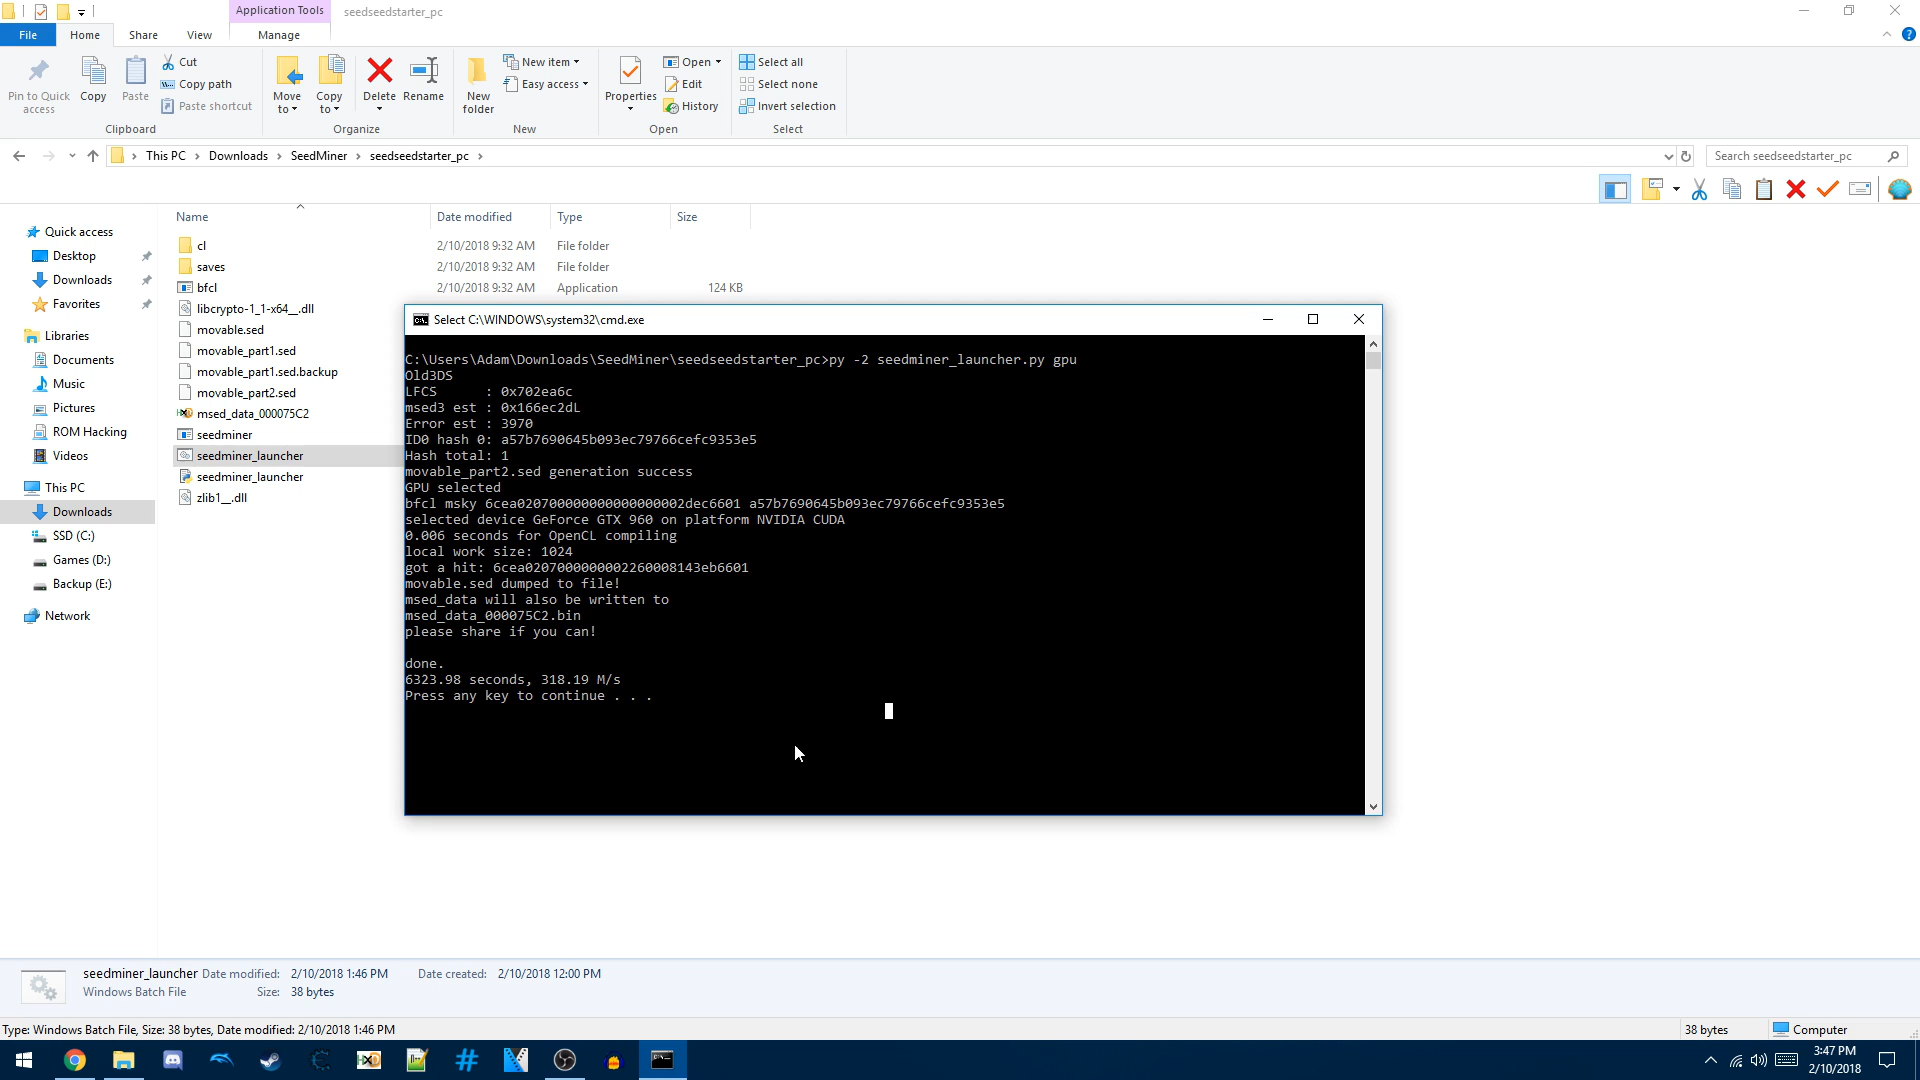 Application Tools
seedseedstarter_pc
File
Home
Share
View
Manage
Pin to Quick access
Copy
Paste
Cut
Copy path
Paste shortcut
Clipboard
Move to
Copy to
Delete
Rename
Organize
New folder
New item
Easy access
New
Properties
Open
Edit
History
Open
Select all
Select none
Invert selection
Select
This PC > Downloads > SeedMiner > seedseedstarter_pc >
Search seedseedstarter_pc
Name
Date modified
Type
Size
Quick access
Desktop
Downloads
Favorites
Libraries
Documents
Music
Pictures
ROM Hacking
Videos
This PC
Downloads
SSD (C:)
Games (D:)
Backup (E:)
Network
cl 2/10/2018 9:32 AM File folder
saves 2/10/2018 9:32 AM File folder
bfcl 2/10/2018 9:32 AM Application 124 KB
libcrypto-1_1-x64__.dll
movable.sed
movable_part1.sed
movable_part1.sed.backup
movable_part2.sed
msed_data_000075C2
seedminer
seedminer_launcher
seedminer_launcher
zlib1__.dll
Select C:\WINDOWS\system32\cmd.exe
C:\Users\Adam\Downloads\SeedMiner\seedseedstarter_pc>py -2 seedminer_launcher.py gpu
Old3DS
LFCS : 0x702ea6c
msed3 est : 0x166ec2dL
Error est : 3970
ID0 hash 0: a57b7690645b093ec79766cefc9353e5
Hash total: 1
movable_part2.sed generation success
GPU selected
bfcl msky 6cea020700000000000000002dec6601 a57b7690645b093ec79766cefc9353e5
selected device GeForce GTX 960 on platform NVIDIA CUDA
0.006 seconds for OpenCL compiling
local work size: 1024
got a hit: 6cea0207000000002260008143eb6601
movable.sed dumped to file!
msed_data will also be written to
msed_data_000075C2.bin
please share if you can!
done.
6323.98 seconds, 318.19 M/s
Press any key to continue . . .
seedminer_launcher Date modified: 2/10/2018 1:46 PM Date created: 2/10/2018 12:00 PM
Windows Batch File Size: 38 bytes
Type: Windows Batch File, Size: 38 bytes, Date modified: 2/10/2018 1:46 PM
38 bytes
Computer
3:47 PM
2/10/2018